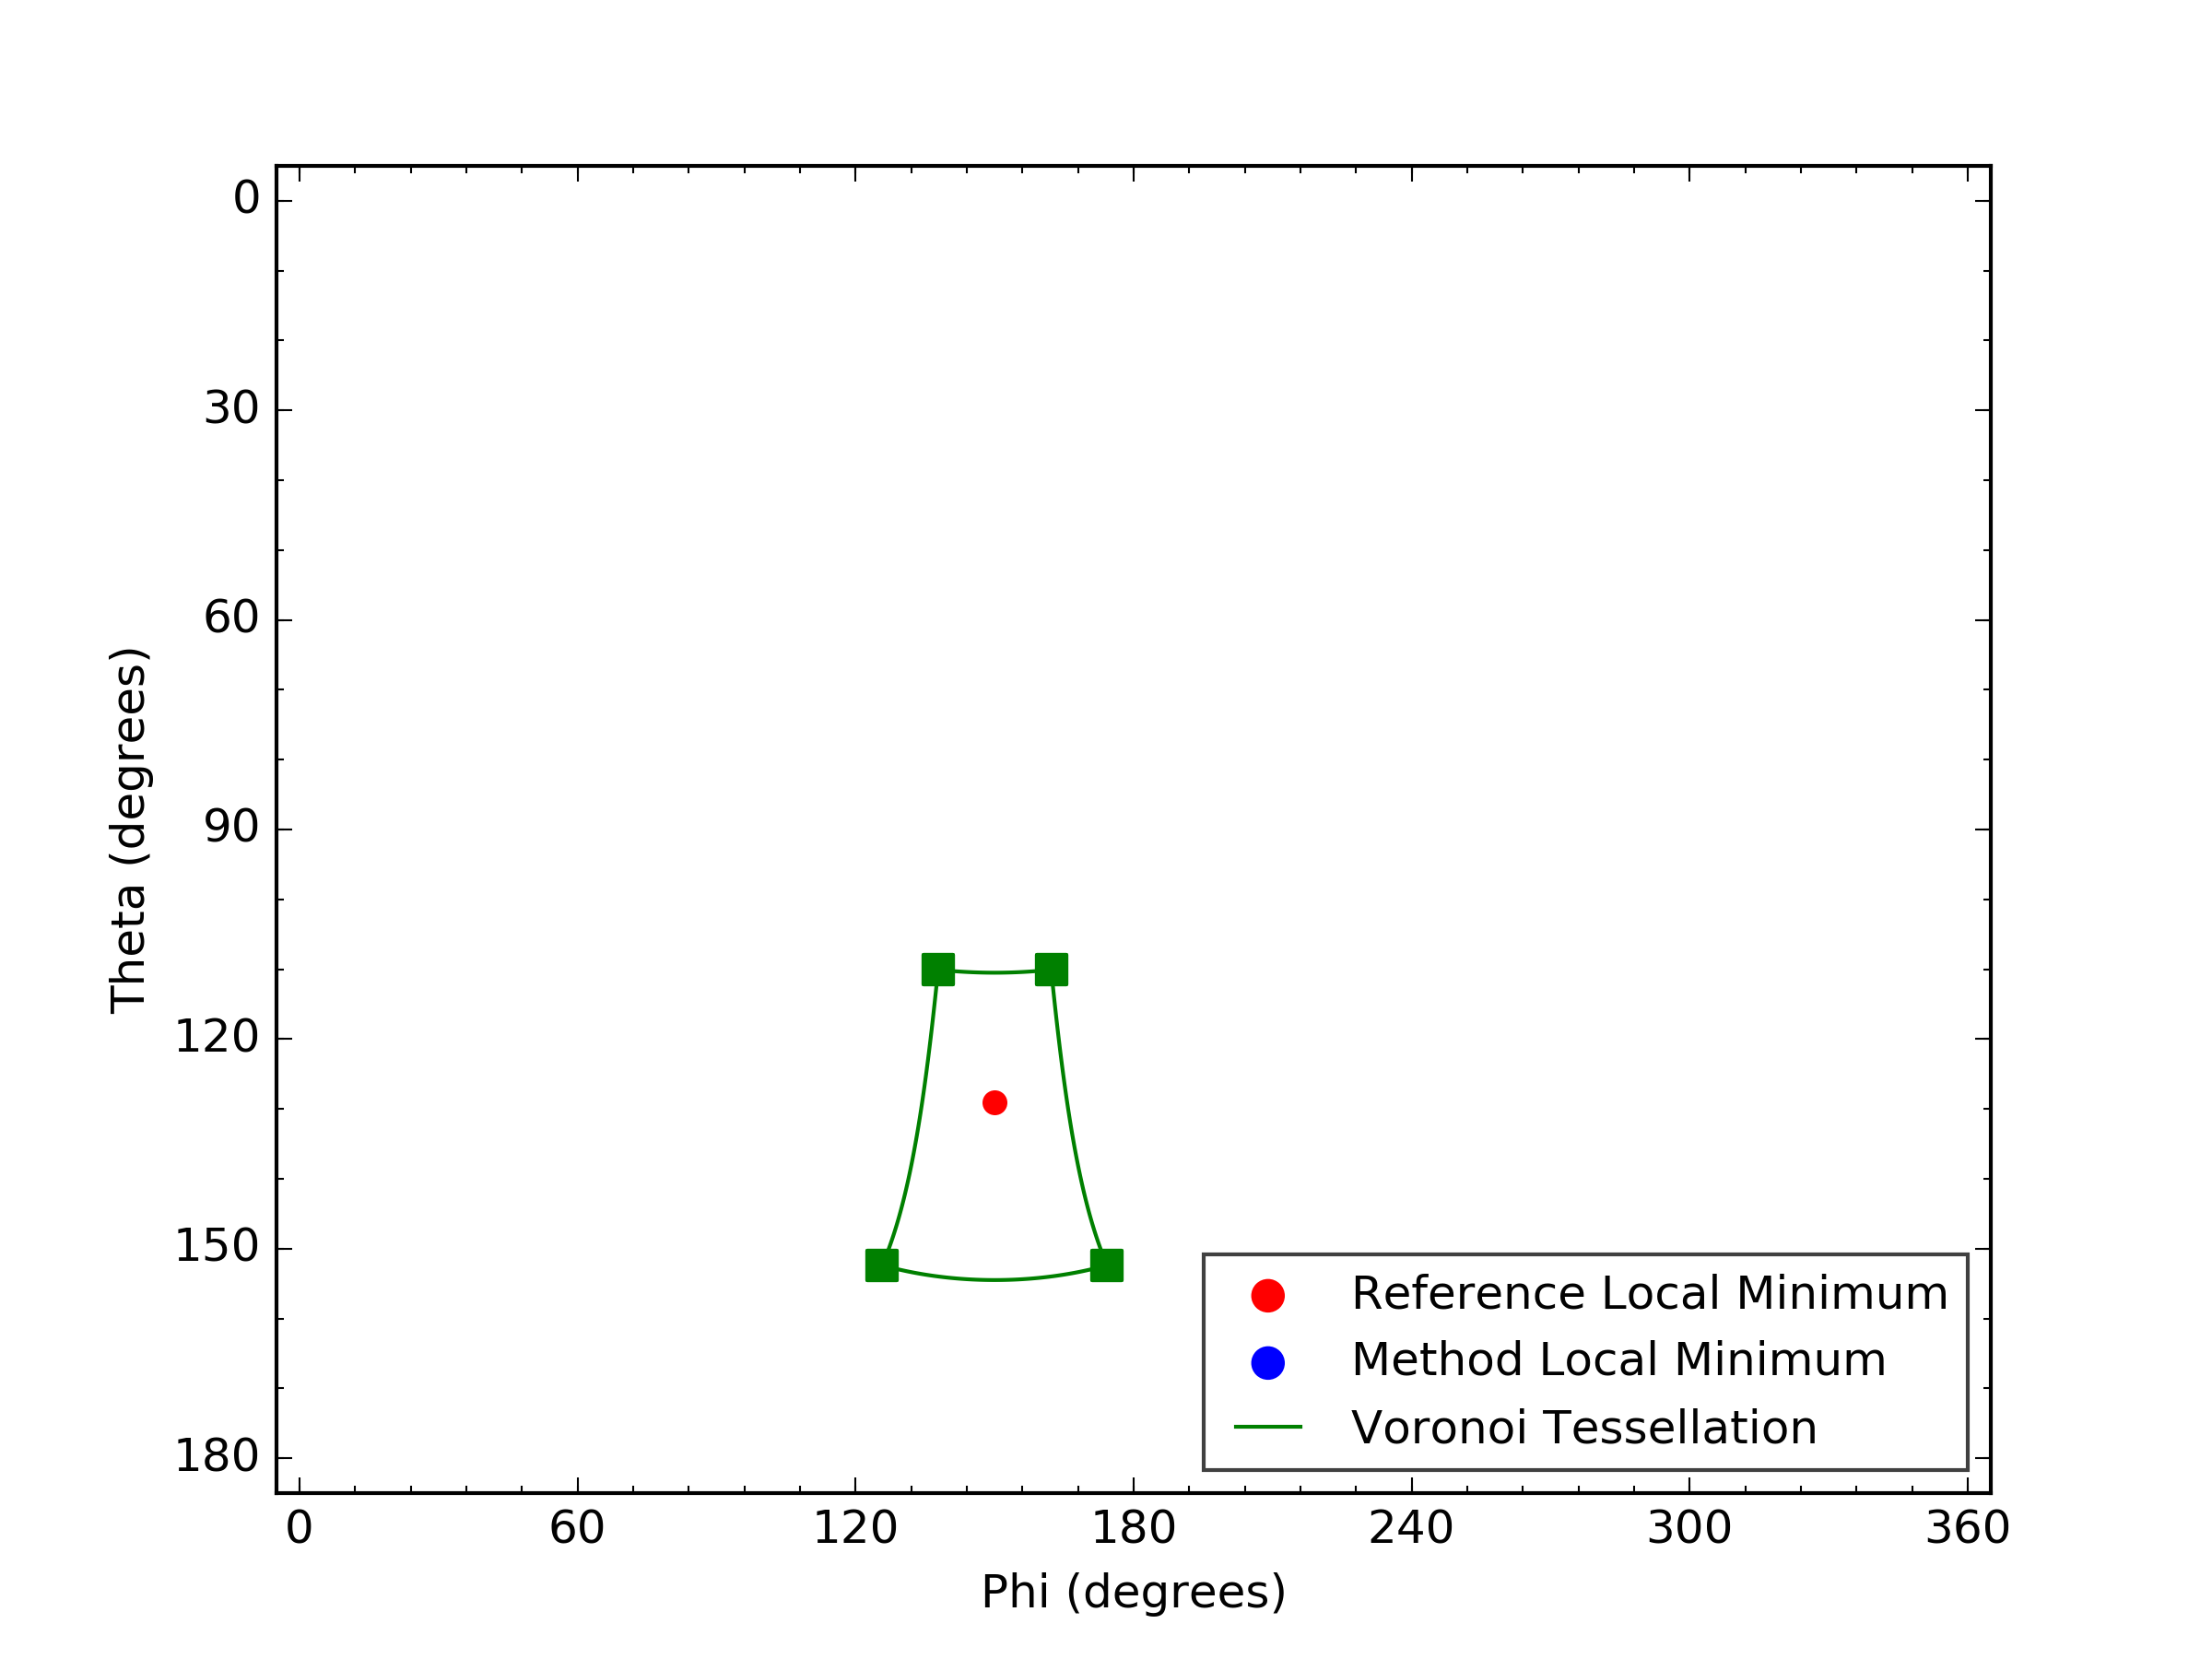 0
30
60
90
120
150
180
Theta (degrees)
Reference Local Minimum
Method Local Minimum
Voronoi Tessellation
0 60 120 180 240 300 360
Phi (degrees)